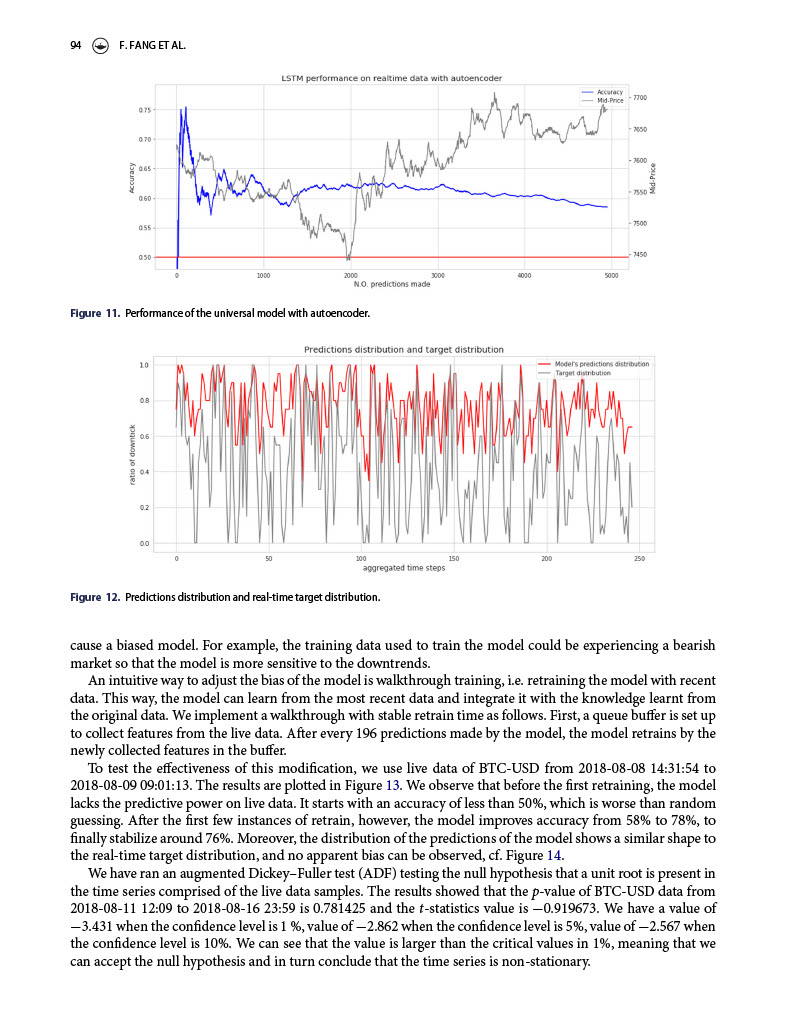 94 F. FANG ET AL.
LSTM performance on realtime data with autoencoder
Accuracy
Mid-Price
0.75
0.70
0.65
0.60
0.55
0.50
Accuracy
7700
7650
7600
7550
7500
7450
Mid-Price
0 1000 2000 3000 4000 5000
N.O. predictions made
Figure 11. Performance of the universal model with autoencoder.
Predictions distribution and target distribution
Model's predictions distribution
Target distribution
1.0
0.8
0.6
0.4
0.2
0.0
ratio of downtick
0 50 100 150 200 250
aggregated time steps
Figure 12. Predictions distribution and real-time target distribution.
cause a biased model. For example, the training data used to train the model could be experiencing a bearish
market so that the model is more sensitive to the downtrends.
An intuitive way to adjust the bias of the model is walkthrough training, i.e. retraining the model with recent
data. This way, the model can learn from the most recent data and integrate it with the knowledge learnt from
the original data. We implement a walkthrough with stable retrain time as follows. First, a queue buffer is set up
to collect features from the live data. After every 196 predictions made by the model, the model retrains by the
newly collected features in the buffer.
To test the effectiveness of this modification, we use live data of BTC-USD from 2018-08-08 14:31:54 to
2018-08-09 09:01:13. The results are plotted in Figure 13. We observe that before the first retraining, the model
lacks the predictive power on live data. It starts with an accuracy of less than 50%, which is worse than random
guessing. After the first few instances of retrain, however, the model improves accuracy from 58% to 78%, to
finally stabilize around 76%. Moreover, the distribution of the predictions of the model shows a similar shape to
the real-time target distribution, and no apparent bias can be observed, cf. Figure 14.
We have ran an augmented Dickey–Fuller test (ADF) testing the null hypothesis that a unit root is present in
the time series comprised of the live data samples. The results showed that the p-value of BTC-USD data from
2018-08-11 12:09 to 2018-08-16 23:59 is 0.781425 and the t-statistics value is −0.919673. We have a value of
−3.431 when the confidence level is 1 %, value of −2.862 when the confidence level is 5%, value of −2.567 when
the confidence level is 10%. We can see that the value is larger than the critical values in 1%, meaning that we
can accept the null hypothesis and in turn conclude that the time series is non-stationary.